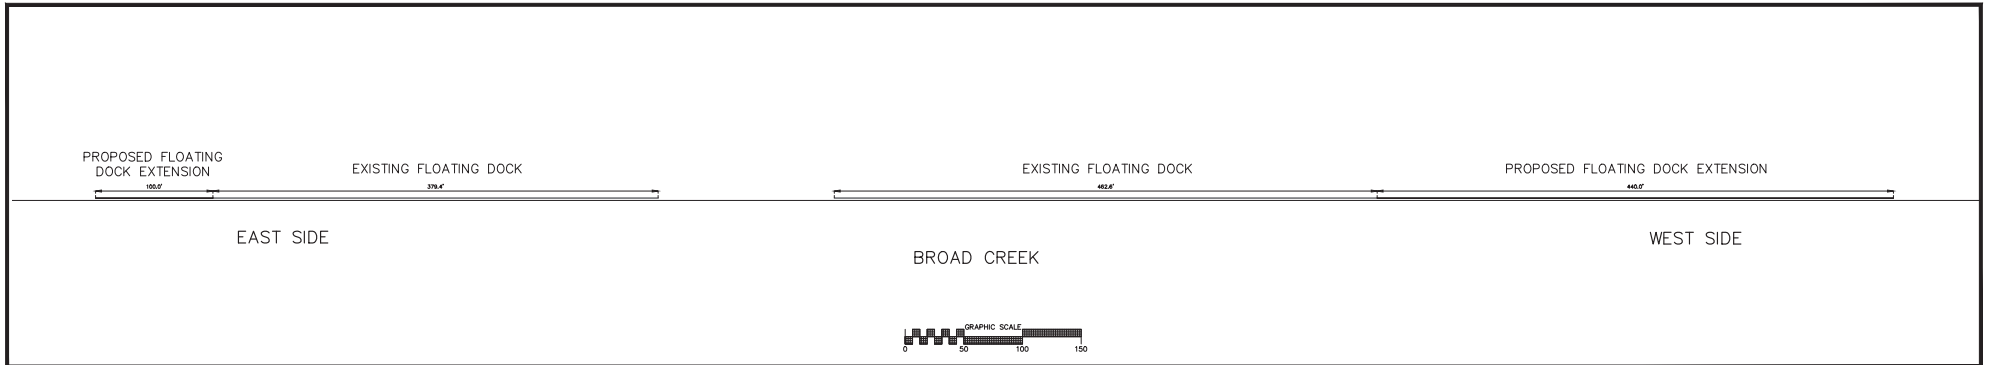 PROPOSED FLOATING
DOCK EXTENSION
EXISTING FLOATING DOCK
EXISTING FLOATING DOCK
PROPOSED FLOATING DOCK EXTENSION
100.0'
379.4'
462.6'
440.0'
EAST SIDE
WEST SIDE
BROAD CREEK
GRAPHIC SCALE
0 50 100 150